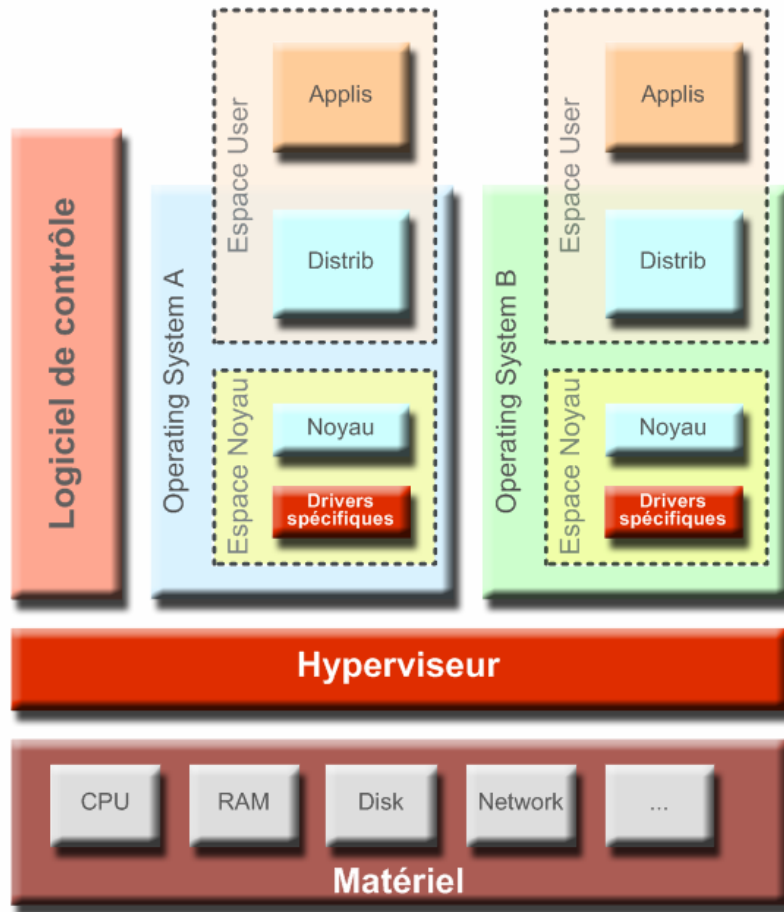 Logiciel de contrôle
Operating System A
Espace User
Applis
Distrib
Espace Noyau
Noyau
Drivers
spécifiques
Operating System B
Espace User
Applis
Distrib
Espace Noyau
Noyau
Drivers
spécifiques
Hyperviseur
CPU
RAM
Disk
Network
...
Matériel